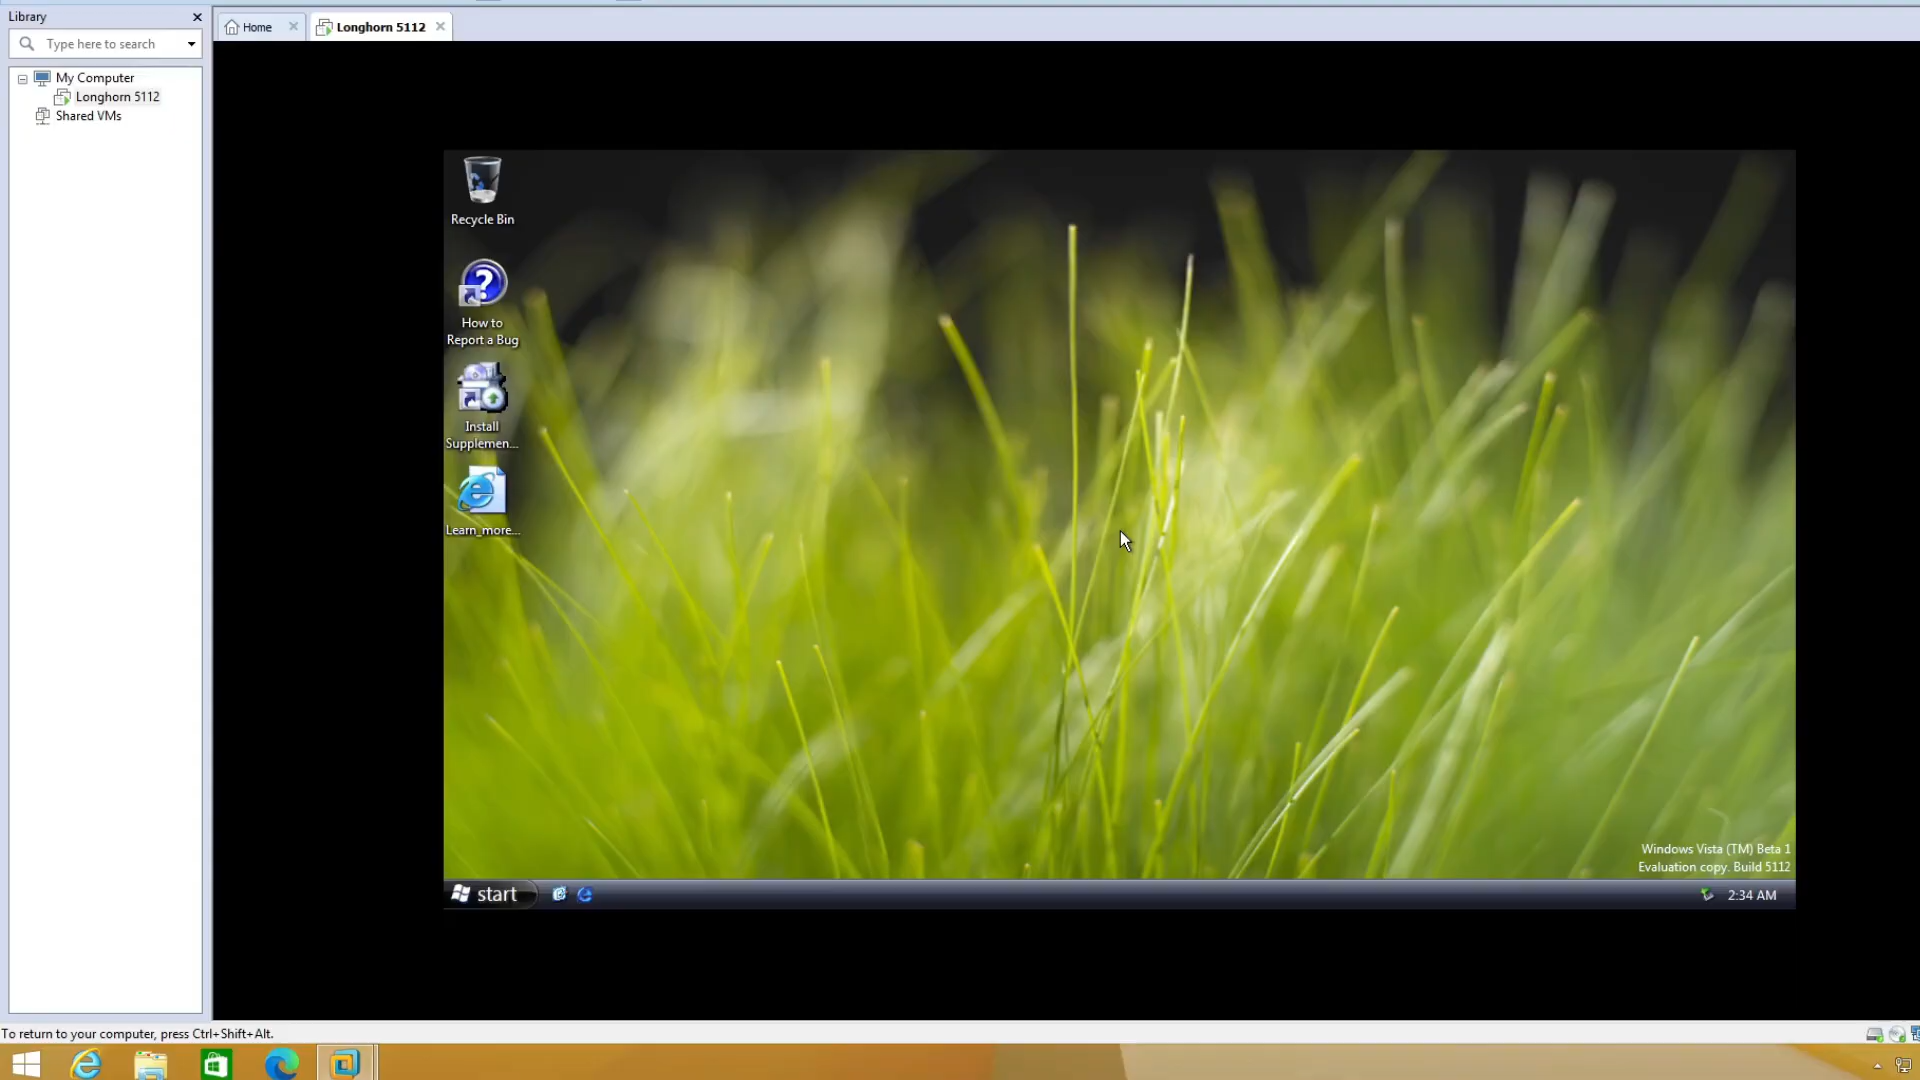 Library
Home
Longhorn 5112
Type here to search
My Computer
Longhorn 5112
Shared VMs
Recycle Bin
How to
Report a Bug
Install
Supplemen...
Learn_more...
Windows Vista (TM) Beta 1
Evaluation copy. Build 5112
start
2:34 AM
To return to your computer, press Ctrl+Shift+Alt.